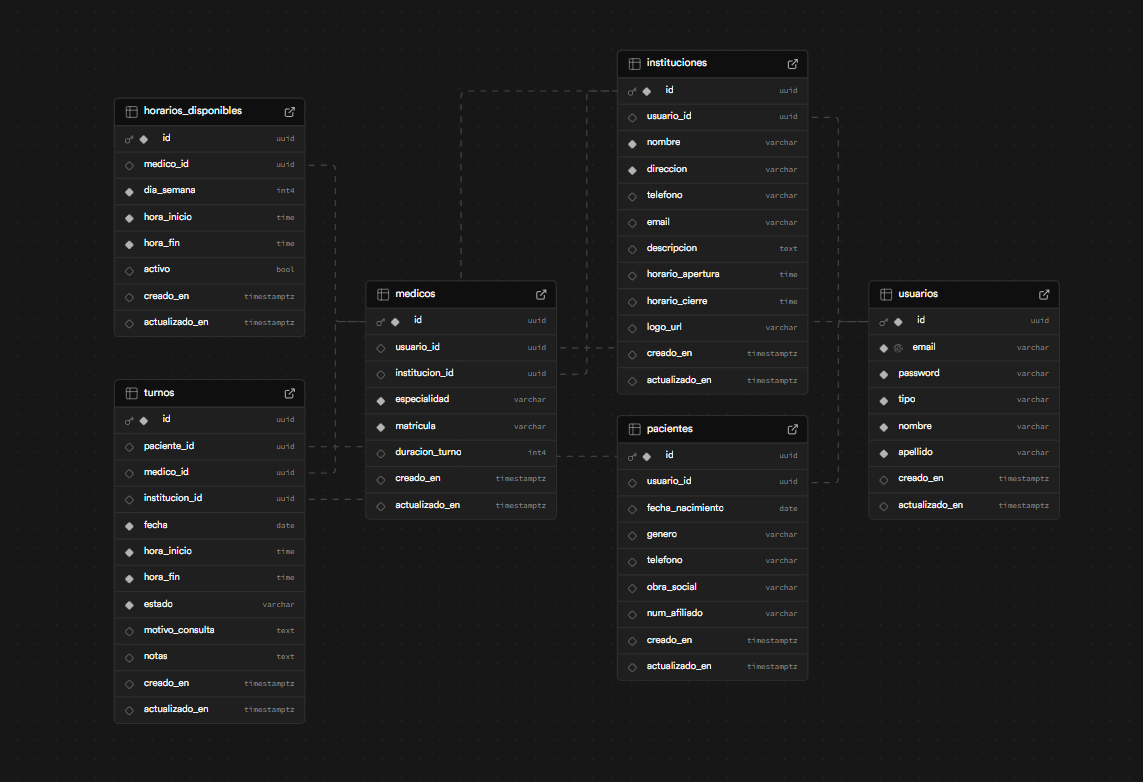 horarios_disponibles
id uuid
medico_id uuid
dia_semana int4
hora_inicio time
hora_fin time
activo bool
creado_en timestamptz
actualizado_en timestamptz
turnos
id uuid
paciente_id uuid
medico_id uuid
institucion_id uuid
fecha date
hora_inicio time
hora_fin time
estado varchar
motivo_consulta text
notas text
creado_en timestamptz
actualizado_en timestamptz
medicos
id uuid
usuario_id uuid
institucion_id uuid
especialidad varchar
matricula varchar
duracion_turno int4
creado_en timestamptz
actualizado_en timestamptz
instituciones
id uuid
usuario_id uuid
nombre varchar
direccion varchar
telefono varchar
email varchar
descripcion text
horario_apertura time
horario_cierre time
logo_url varchar
creado_en timestamptz
actualizado_en timestamptz
pacientes
id uuid
usuario_id uuid
fecha_nacimiento date
genero varchar
telefono varchar
obra_social varchar
num_afiliado varchar
creado_en timestamptz
actualizado_en timestamptz
usuarios
id uuid
email varchar
password varchar
tipo varchar
nombre varchar
apellido varchar
creado_en timestamptz
actualizado_en timestamptz